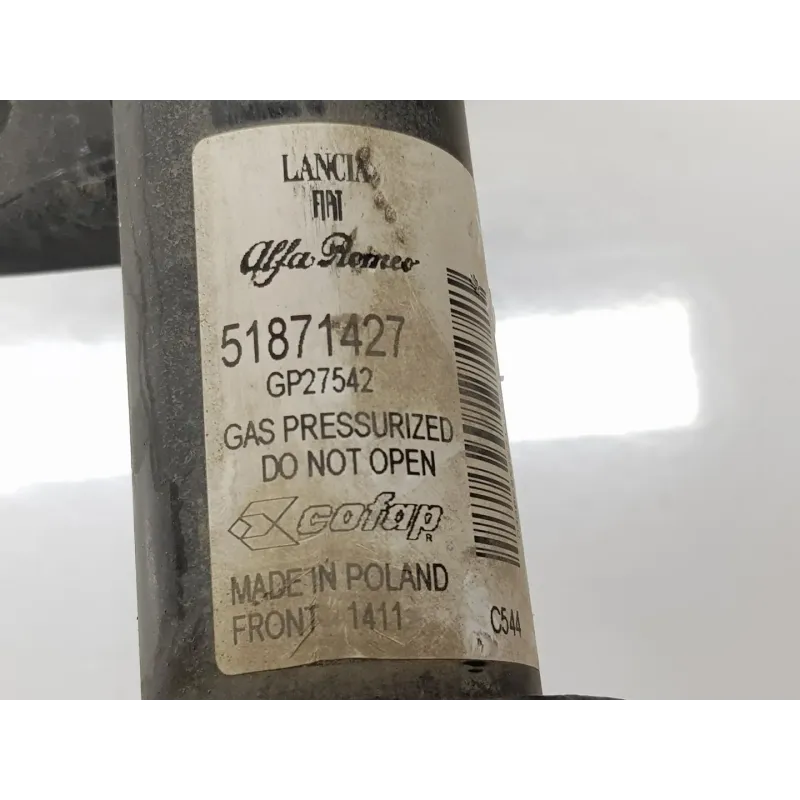 LANCIA
FIAT
Alfa Romeo
51871427
GP27542
GAS PRESSURIZED
DO NOT OPEN
cofap
R
MADE IN POLAND
FRONT 1411
C544